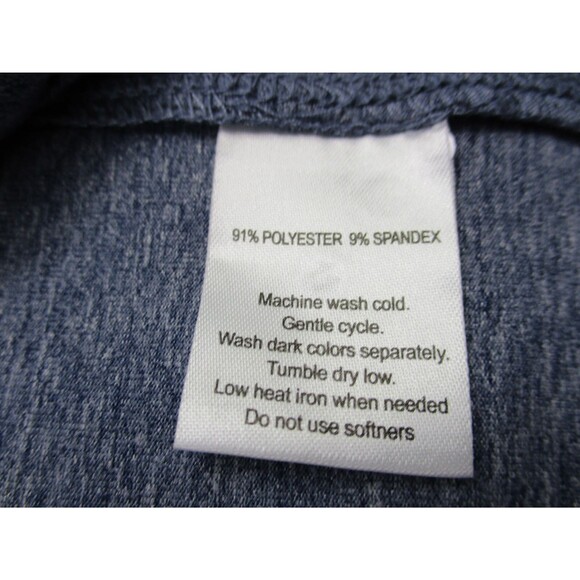 91% POLYESTER 9% SPANDEX
Machine wash cold.
Gentle cycle.
Wash dark colors separately.
Tumble dry low.
Low heat iron when needed
Do not use softners